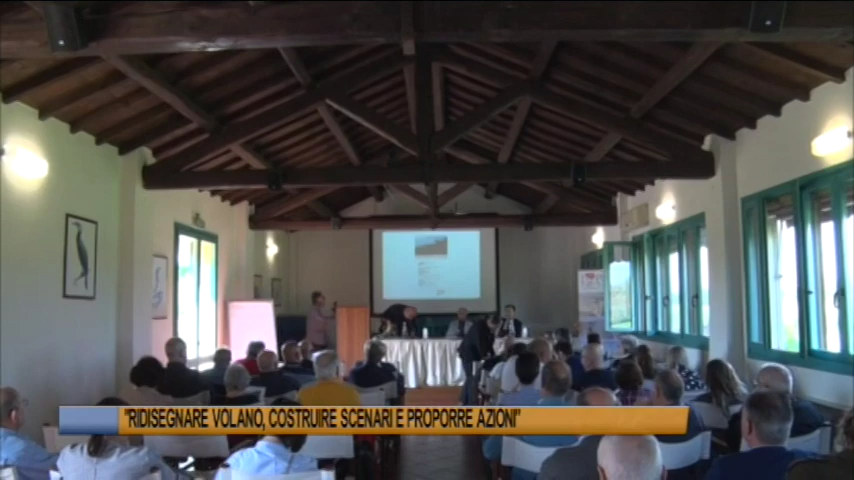 "RIDISEGNARE VOLANO, COSTRUIRE SCENARI E PROPORRE AZIONI"